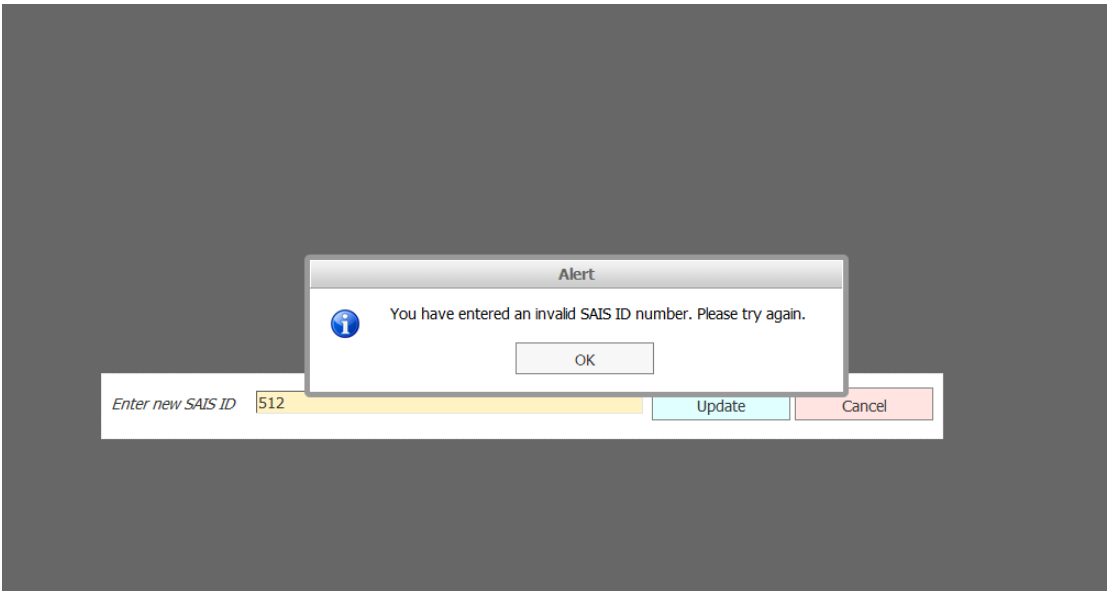 Alert
You have entered an invalid SAIS ID number. Please try again.
OK
Enter new SAIS ID 512 Update Cancel